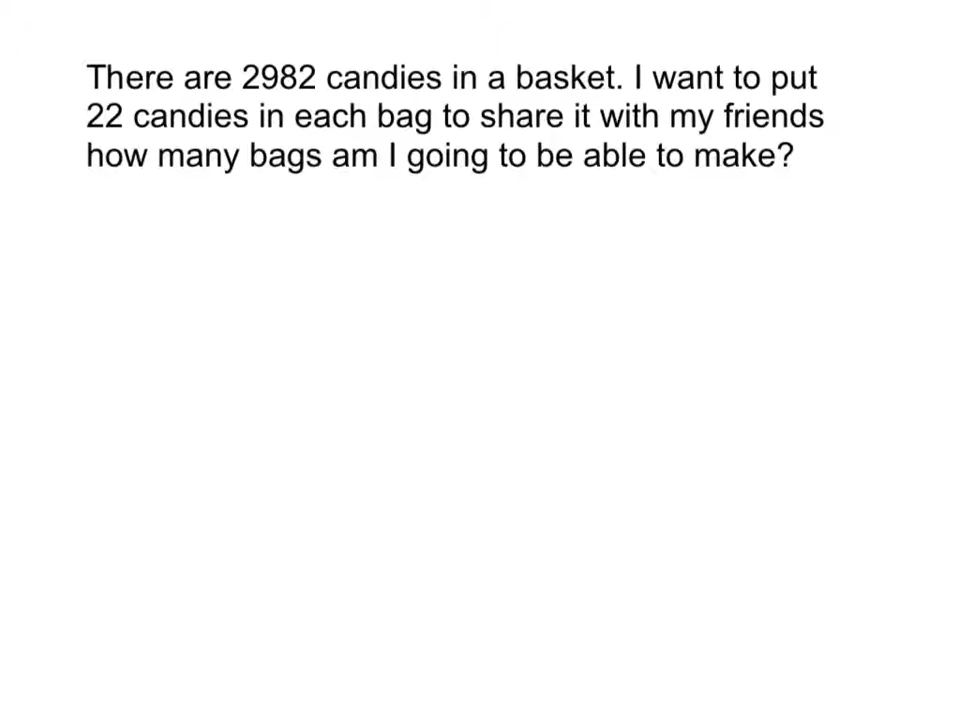 There are 2982 candies in a basket. I want to put
22 candies in each bag to share it with my friends
how many bags am I going to be able to make?